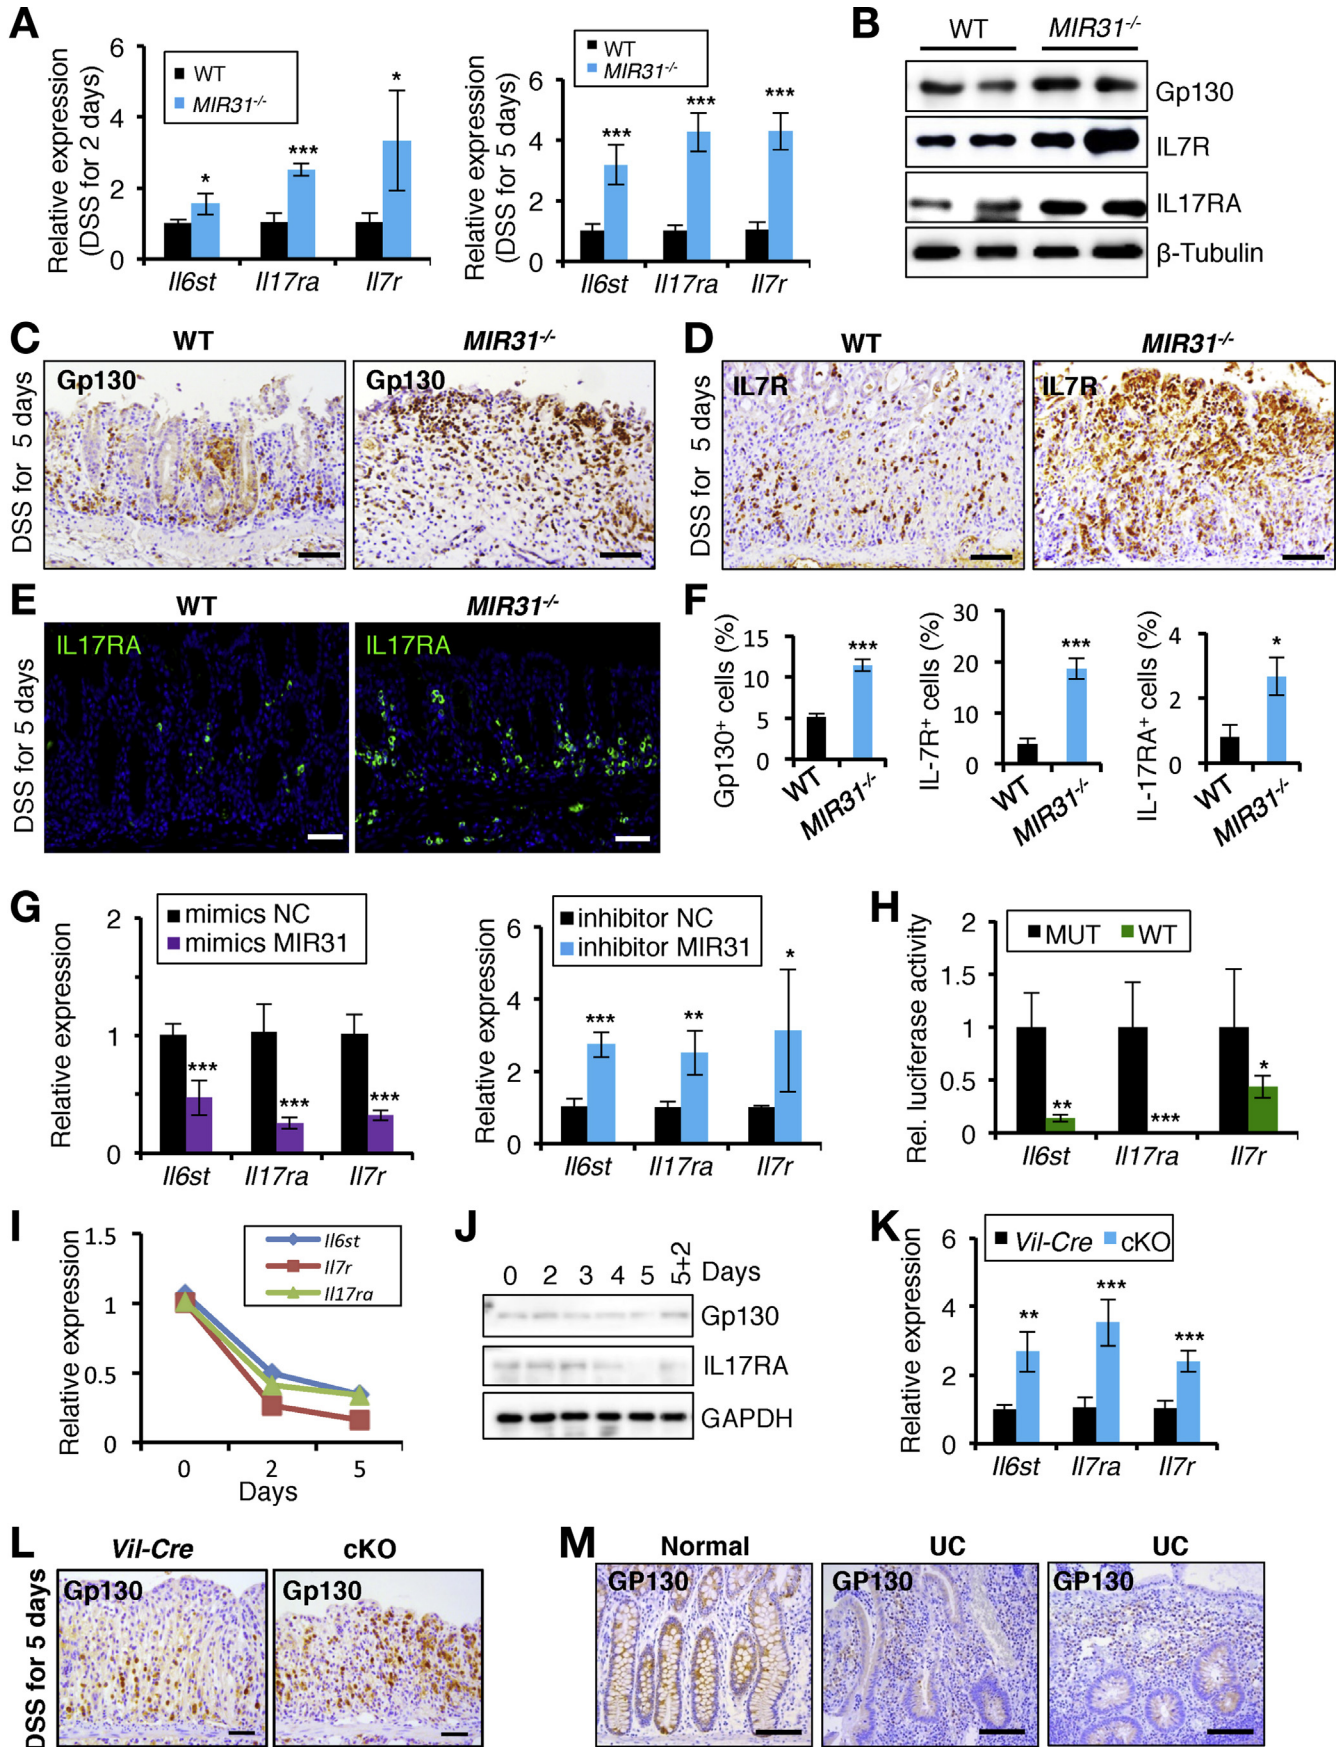 A
Relative expression
(DSS for 2 days)
6
4
2
0
WT
MIR31-/-
*
***
*
Il6st
Il17ra
Il7r
Relative expression
(DSS for 5 days)
6
4
2
0
WT
MIR31-/-
***
***
***
Il6st
Il17ra
Il7r
B
WT
MIR31-/-
Gp130
IL7R
IL17RA
β-Tubulin
C
WT
MIR31-/-
DSS for 5 days
Gp130
Gp130
D
WT
MIR31-/-
DSS for 5 days
IL7R
IL7R
E
WT
MIR31-/-
DSS for 5 days
IL17RA
IL17RA
F
Gp130+ cells (%)
15
10
5
0
***
WT
MIR31-/-
IL-7R+ cells (%)
30
20
10
0
***
WT
MIR31-/-
IL-17RA+ cells (%)
4
2
0
*
WT
MIR31-/-
G
Relative expression
2
1
0
mimics NC
mimics MIR31
***
***
***
Il6st
Il17ra
Il7r
Relative expression
6
4
2
0
inhibitor NC
inhibitor MIR31
***
**
*
Il6st
Il17ra
Il7r
H
Rel. luciferase activity
2
1.5
1
0.5
0
MUT
WT
**
***
*
Il6st
Il17ra
Il7r
I
Relative expression
1.5
1
0.5
0
Il6st
Il7r
Il17ra
0
2
5
Days
J
0 2 3 4 5 5+2 Days
Gp130
IL17RA
GAPDH
K
Relative expression
6
4
2
0
Vil-Cre
cKO
**
***
***
Il6st
Il7ra
Il7r
L
Vil-Cre
cKO
DSS for 5 days
Gp130
Gp130
M
Normal
UC
UC
GP130
GP130
GP130